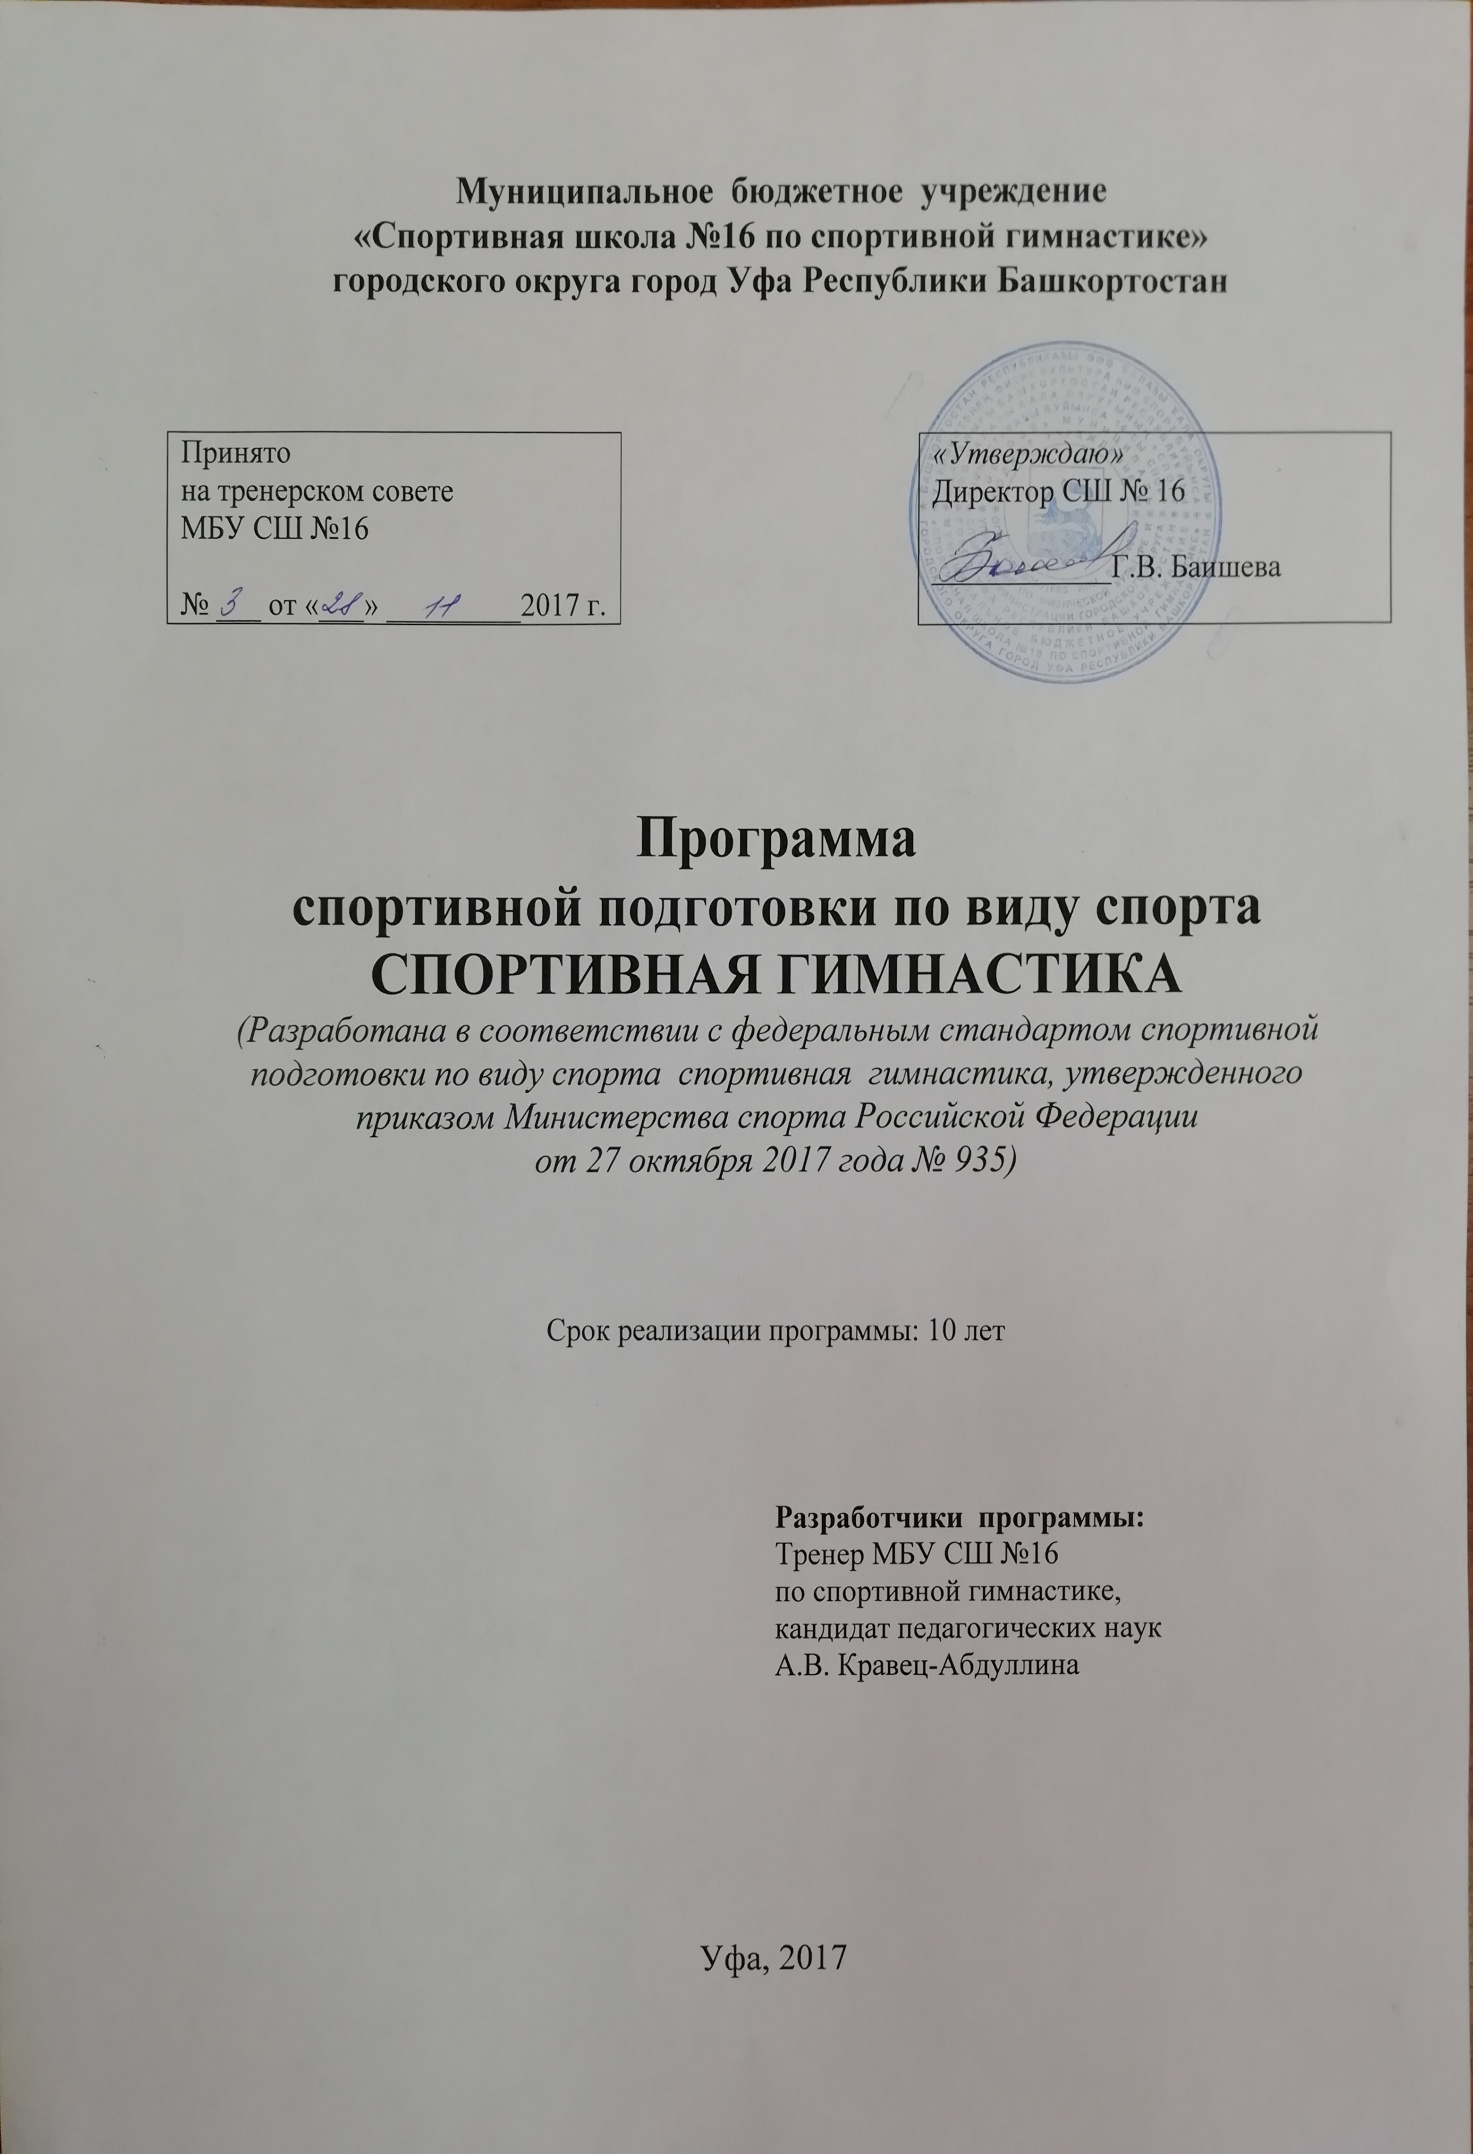 Муниципальное бюджетное учреждение
«Спортивная школа №16 по спортивной гимнастике»
городского округа город Уфа Республики Башкортостан
Принято
на тренерском совете
МБУ СШ №16
№ 3 от «28» 11 2017 г.
«Утверждаю»
Директор СШ № 16
Г.В. Баишева
Программа
спортивной подготовки по виду спорта
СПОРТИВНАЯ ГИМНАСТИКА
(Разработана в соответствии с федеральным стандартом спортивной
подготовки по виду спорта спортивная гимнастика, утвержденного
приказом Министерства спорта Российской Федерации
от 27 октября 2017 года № 935)
Срок реализации программы: 10 лет
Разработчики программы:
Тренер МБУ СШ №16
по спортивной гимнастике,
кандидат педагогических наук
А.В. Кравец-Абдуллина
Уфа, 2017